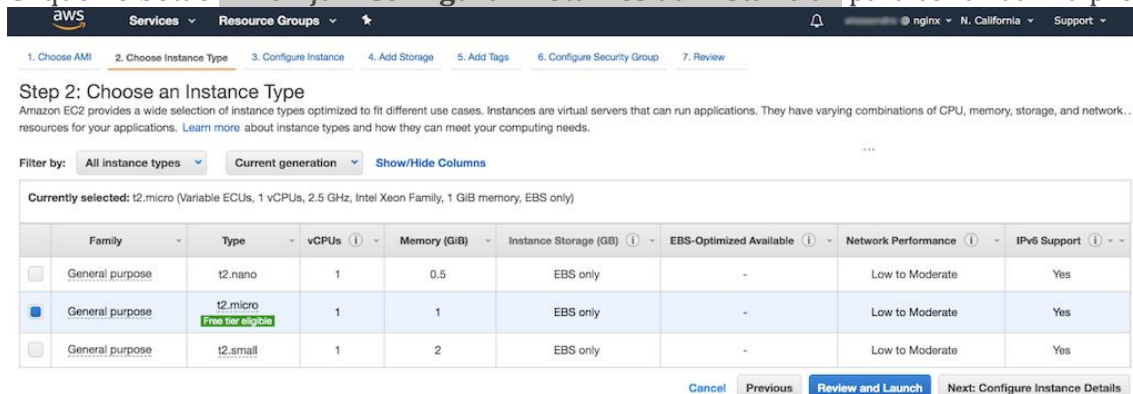 aws Services Resource Groups @ nginx N. California Support
1. Choose AMI 2. Choose Instance Type 3. Configure Instance 4. Add Storage 5. Add Tags 6. Configure Security Group 7. Review
Step 2: Choose an Instance Type
Amazon EC2 provides a wide selection of instance types optimized to fit different use cases. Instances are virtual servers that can run applications. They have varying combinations of CPU, memory, storage, and network…
resources for your applications. Learn more about instance types and how they can meet your computing needs.
...
Filter by: All instance types Current generation Show/Hide Columns
Currently selected: t2.micro (Variable ECUs, 1 vCPUs, 2.5 GHz, Intel Xeon Family, 1 GiB memory, EBS only)
Family Type vCPUs i Memory (GiB) Instance Storage (GB) i EBS-Optimized Available i Network Performance i IPv6 Support i
General purpose t2.nano 1 0.5 EBS only - Low to Moderate Yes
General purpose t2.micro Free tier eligible 1 1 EBS only - Low to Moderate Yes
General purpose t2.small 1 2 EBS only - Low to Moderate Yes
Cancel Previous Review and Launch Next: Configure Instance Details